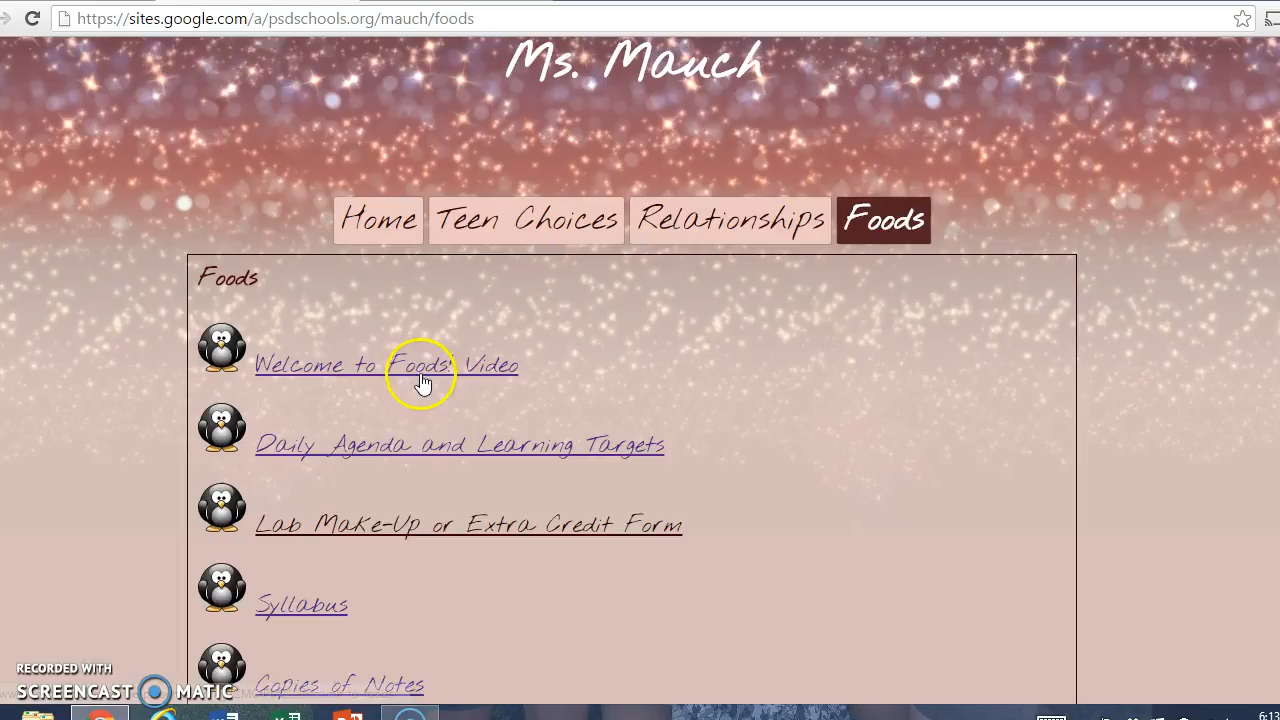 https://sites.google.com/a/psdschools.org/mauch/foods
Ms. Mauch
Home Teen Choices Relationships Foods
Foods
Welcome to Foods! Video
Daily Agenda and Learning Targets
Lab Make-Up or Extra Credit Form
Syllabus
Copies of Notes
RECORDED WITH
SCREENCAST MATIC
6:13